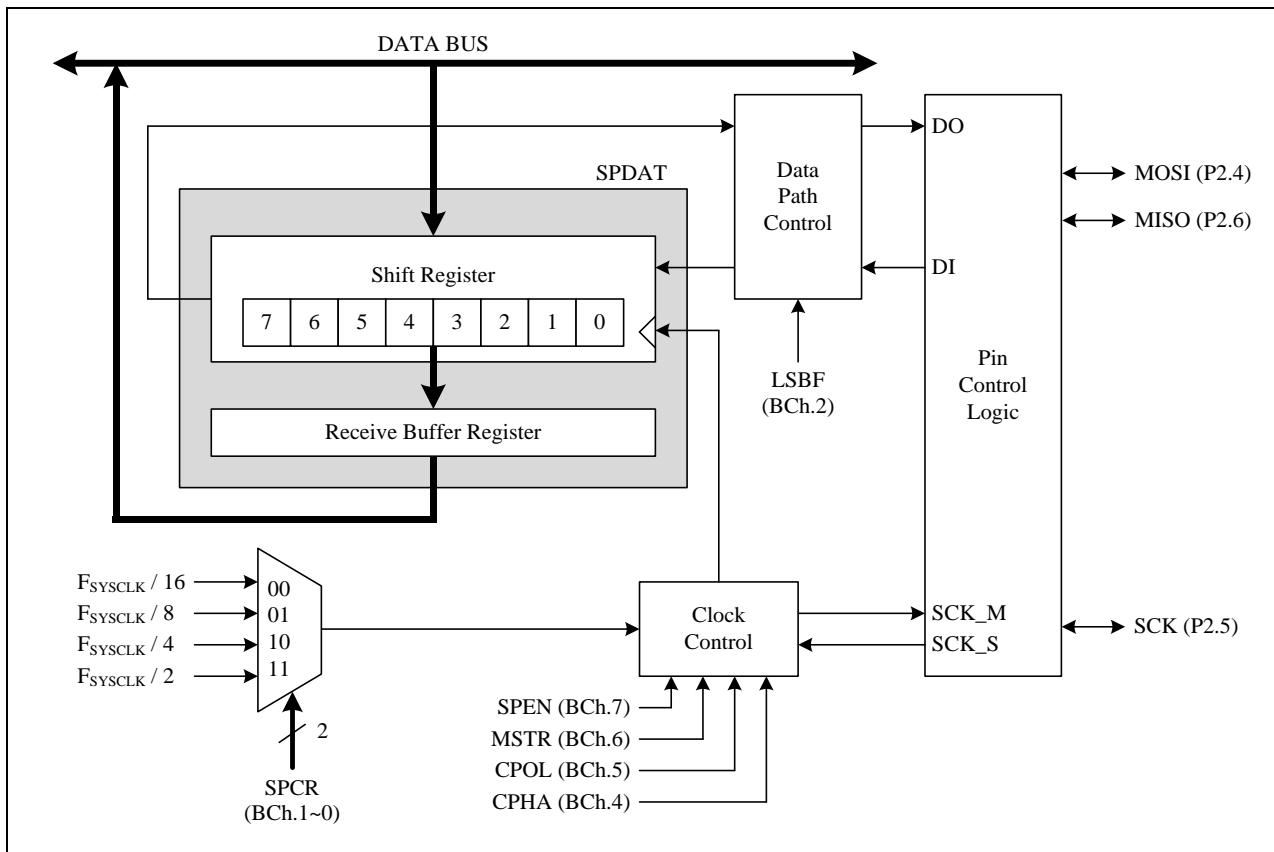 DATA BUS
SPDAT
Shift Register
7 6 5 4 3 2 1 0
Receive Buffer Register
Data
Path
Control
LSBF
(BCh.2)
DO
DI
Pin
Control
Logic
SCK_M
SCK_S
MOSI (P2.4)
MISO (P2.6)
SCK (P2.5)
FSYSCLK / 16
FSYSCLK / 8
FSYSCLK / 4
FSYSCLK / 2
00
01
10
11
2
SPCR
(BCh.1~0)
Clock
Control
SPEN (BCh.7)
MSTR (BCh.6)
CPOL (BCh.5)
CPHA (BCh.4)